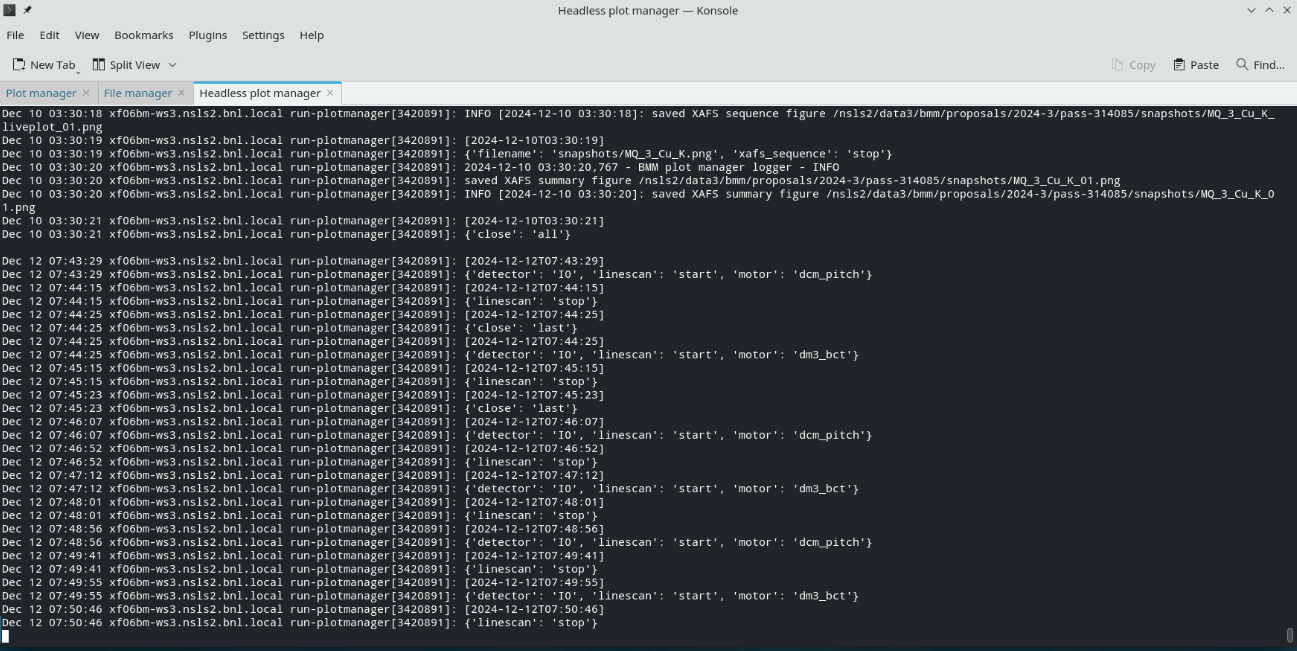 Headless plot manager — Konsole
File Edit View Bookmarks Plugins Settings Help
New Tab Split View Copy Paste Find...
Plot manager File manager Headless plot manager
Dec 10 03:30:18 xf06bm-ws3.nsls2.bnl.local run-plotmanager[3420891]: INFO [2024-12-10 03:30:18]: saved XAFS sequence figure /nsls2/data3/bmm/proposals/2024-3/pass-314085/snapshots/MQ_3_Cu_K_
liveplot_01.png
Dec 10 03:30:19 xf06bm-ws3.nsls2.bnl.local run-plotmanager[3420891]: [2024-12-10T03:30:19]
Dec 10 03:30:19 xf06bm-ws3.nsls2.bnl.local run-plotmanager[3420891]: {'filename': 'snapshots/MQ_3_Cu_K.png', 'xafs_sequence': 'stop'}
Dec 10 03:30:20 xf06bm-ws3.nsls2.bnl.local run-plotmanager[3420891]: 2024-12-10 03:30:20,767 - BMM plot manager logger - INFO
Dec 10 03:30:20 xf06bm-ws3.nsls2.bnl.local run-plotmanager[3420891]: saved XAFS summary figure /nsls2/data3/bmm/proposals/2024-3/pass-314085/snapshots/MQ_3_Cu_K_01.png
Dec 10 03:30:20 xf06bm-ws3.nsls2.bnl.local run-plotmanager[3420891]: INFO [2024-12-10 03:30:20]: saved XAFS summary figure /nsls2/data3/bmm/proposals/2024-3/pass-314085/snapshots/MQ_3_Cu_K_0
1.png
Dec 10 03:30:21 xf06bm-ws3.nsls2.bnl.local run-plotmanager[3420891]: [2024-12-10T03:30:21]
Dec 10 03:30:21 xf06bm-ws3.nsls2.bnl.local run-plotmanager[3420891]: {'close': 'all'}
Dec 12 07:43:29 xf06bm-ws3.nsls2.bnl.local run-plotmanager[3420891]: [2024-12-12T07:43:29]
Dec 12 07:43:29 xf06bm-ws3.nsls2.bnl.local run-plotmanager[3420891]: {'detector': 'I0', 'linescan': 'start', 'motor': 'dcm_pitch'}
Dec 12 07:44:15 xf06bm-ws3.nsls2.bnl.local run-plotmanager[3420891]: [2024-12-12T07:44:15]
Dec 12 07:44:15 xf06bm-ws3.nsls2.bnl.local run-plotmanager[3420891]: {'linescan': 'stop'}
Dec 12 07:44:25 xf06bm-ws3.nsls2.bnl.local run-plotmanager[3420891]: [2024-12-12T07:44:25]
Dec 12 07:44:25 xf06bm-ws3.nsls2.bnl.local run-plotmanager[3420891]: {'close': 'last'}
Dec 12 07:44:25 xf06bm-ws3.nsls2.bnl.local run-plotmanager[3420891]: [2024-12-12T07:44:25]
Dec 12 07:44:25 xf06bm-ws3.nsls2.bnl.local run-plotmanager[3420891]: {'detector': 'I0', 'linescan': 'start', 'motor': 'dm3_bct'}
Dec 12 07:45:15 xf06bm-ws3.nsls2.bnl.local run-plotmanager[3420891]: [2024-12-12T07:45:15]
Dec 12 07:45:15 xf06bm-ws3.nsls2.bnl.local run-plotmanager[3420891]: {'linescan': 'stop'}
Dec 12 07:45:23 xf06bm-ws3.nsls2.bnl.local run-plotmanager[3420891]: [2024-12-12T07:45:23]
Dec 12 07:45:23 xf06bm-ws3.nsls2.bnl.local run-plotmanager[3420891]: {'close': 'last'}
Dec 12 07:46:07 xf06bm-ws3.nsls2.bnl.local run-plotmanager[3420891]: [2024-12-12T07:46:07]
Dec 12 07:46:07 xf06bm-ws3.nsls2.bnl.local run-plotmanager[3420891]: {'detector': 'I0', 'linescan': 'start', 'motor': 'dcm_pitch'}
Dec 12 07:46:52 xf06bm-ws3.nsls2.bnl.local run-plotmanager[3420891]: [2024-12-12T07:46:52]
Dec 12 07:46:52 xf06bm-ws3.nsls2.bnl.local run-plotmanager[3420891]: {'linescan': 'stop'}
Dec 12 07:47:12 xf06bm-ws3.nsls2.bnl.local run-plotmanager[3420891]: [2024-12-12T07:47:12]
Dec 12 07:47:12 xf06bm-ws3.nsls2.bnl.local run-plotmanager[3420891]: {'detector': 'I0', 'linescan': 'start', 'motor': 'dm3_bct'}
Dec 12 07:48:01 xf06bm-ws3.nsls2.bnl.local run-plotmanager[3420891]: [2024-12-12T07:48:01]
Dec 12 07:48:01 xf06bm-ws3.nsls2.bnl.local run-plotmanager[3420891]: {'linescan': 'stop'}
Dec 12 07:48:56 xf06bm-ws3.nsls2.bnl.local run-plotmanager[3420891]: [2024-12-12T07:48:56]
Dec 12 07:48:56 xf06bm-ws3.nsls2.bnl.local run-plotmanager[3420891]: {'detector': 'I0', 'linescan': 'start', 'motor': 'dcm_pitch'}
Dec 12 07:49:41 xf06bm-ws3.nsls2.bnl.local run-plotmanager[3420891]: [2024-12-12T07:49:41]
Dec 12 07:49:41 xf06bm-ws3.nsls2.bnl.local run-plotmanager[3420891]: {'linescan': 'stop'}
Dec 12 07:49:55 xf06bm-ws3.nsls2.bnl.local run-plotmanager[3420891]: [2024-12-12T07:49:55]
Dec 12 07:49:55 xf06bm-ws3.nsls2.bnl.local run-plotmanager[3420891]: {'detector': 'I0', 'linescan': 'start', 'motor': 'dm3_bct'}
Dec 12 07:50:46 xf06bm-ws3.nsls2.bnl.local run-plotmanager[3420891]: [2024-12-12T07:50:46]
Dec 12 07:50:46 xf06bm-ws3.nsls2.bnl.local run-plotmanager[3420891]: {'linescan': 'stop'}